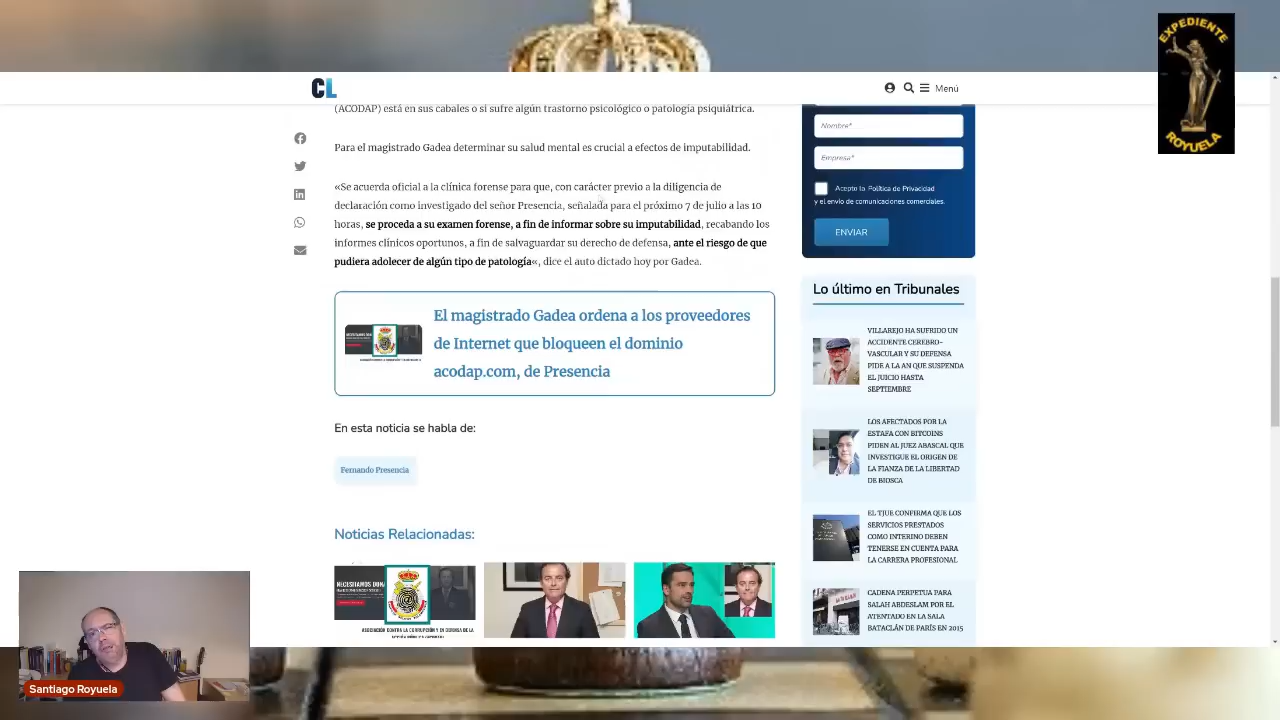 EXPEDIENTE
ROYUELA
CL
Menú
(ACODAP) está en sus cabales o si sufre algún trastorno psicológico o patología psiquiátrica.
Para el magistrado Gadea determinar su salud mental es crucial a efectos de imputabilidad.
«Se acuerda oficial a la clínica forense para que, con carácter previo a la diligencia de
declaración como investigado del señor Presencia, señalada para el próximo 7 de julio a las 10
horas, se proceda a su examen forense, a fin de informar sobre su imputabilidad, recabando los
informes clínicos oportunos, a fin de salvaguardar su derecho de defensa, ante el riesgo de que
pudiera adolecer de algún tipo de patología«, dice el auto dictado hoy por Gadea.
El magistrado Gadea ordena a los proveedores
de Internet que bloqueen el dominio
acodap.com, de Presencia
En esta noticia se habla de:
Fernando Presencia
Noticias Relacionadas:
NECESITAMOS DONA
ASOCIACIÓN CONTRA LA CORRUPCIÓN Y EN DEFENSA DE LA
Nombre*
Empresa*
Acepto la Política de Privacidad
y el envío de comunicaciones comerciales.
ENVIAR
Lo último en Tribunales
VILLAREJO HA SUFRIDO UN
ACCIDENTE CEREBRO-
VASCULAR Y SU DEFENSA
PIDE A LA AN QUE SUSPENDA
EL JUICIO HASTA
SEPTIEMBRE
LOS AFECTADOS POR LA
ESTAFA CON BITCOINS
PIDEN AL JUEZ ABASCAL QUE
INVESTIGUE EL ORIGEN DE
LA FIANZA DE LA LIBERTAD
DE BIOSCA
EL TJUE CONFIRMA QUE LOS
SERVICIOS PRESTADOS
COMO INTERINO DEBEN
TENERSE EN CUENTA PARA
LA CARRERA PROFESIONAL
CADENA PERPETUA PARA
SALAH ABDESLAM POR EL
ATENTADO EN LA SALA
BATACLÁN DE PARÍS EN 2015
Santiago Royuela